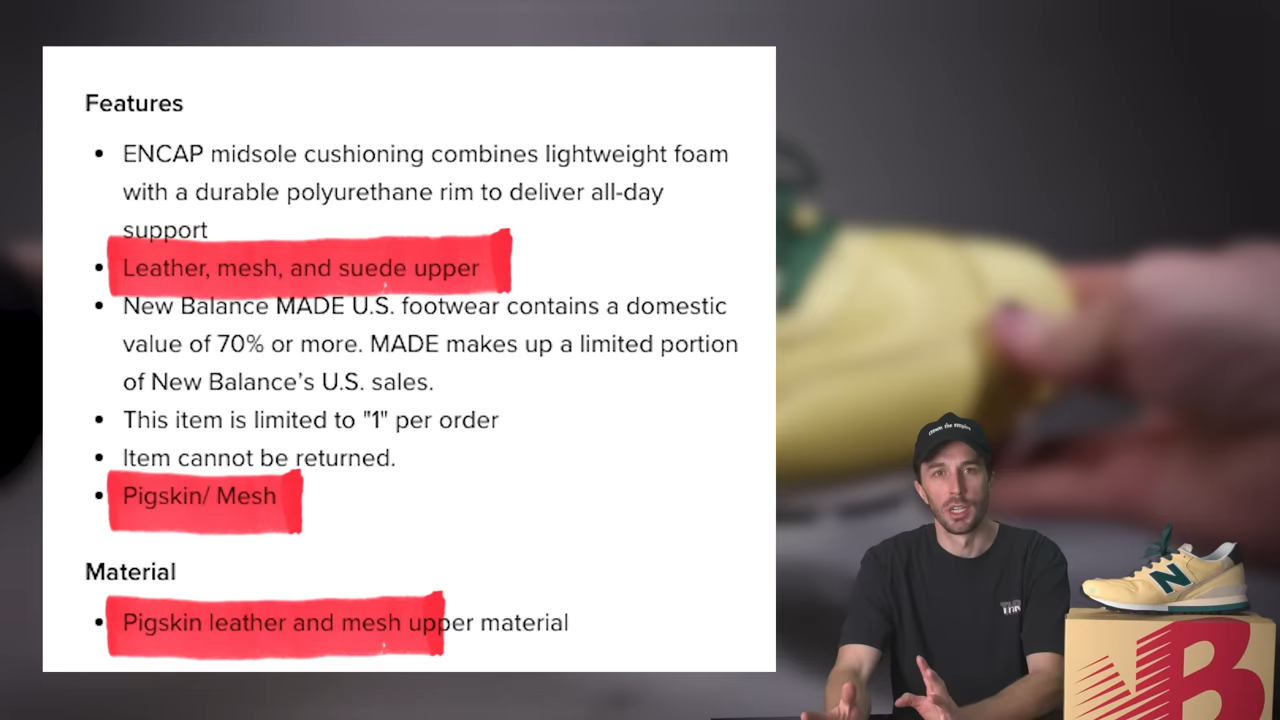 Features
• ENCAP midsole cushioning combines lightweight foam
with a durable polyurethane rim to deliver all-day
support
• Leather, mesh, and suede upper
• New Balance MADE U.S. footwear contains a domestic
value of 70% or more. MADE makes up a limited portion
of New Balance’s U.S. sales.
• This item is limited to "1" per order
• Item cannot be returned.
• Pigskin/ Mesh
Material
• Pigskin leather and mesh upper material
N
NB